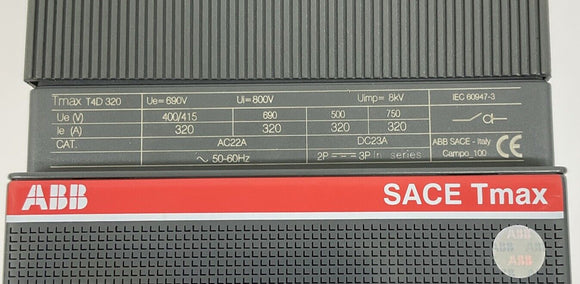 Tmax T4D 320 Ue= 690V Ui= 800V Uimp= 8kV IEC 60947-3
Ue (V) 400/415 690 500 750
Ie (A) 320 320 320 320
CAT. AC22A DC23A ABB SACE - Italy
~ 50-60Hz 2P 3P in series Campo_100 CE
ABB SACE Tmax
ABB